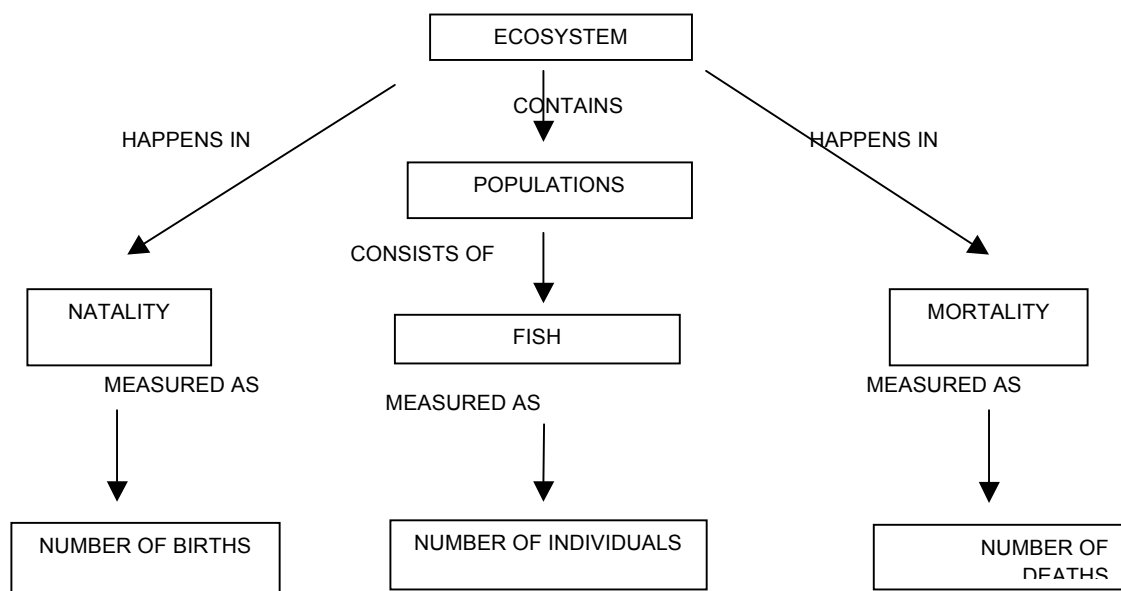 ECOSYSTEM
CONTAINS
HAPPENS IN
HAPPENS IN
POPULATIONS
CONSISTS OF
NATALITY
MORTALITY
FISH
MEASURED AS
MEASURED AS
MEASURED AS
NUMBER OF BIRTHS
NUMBER OF INDIVIDUALS
NUMBER OF
DEATHS